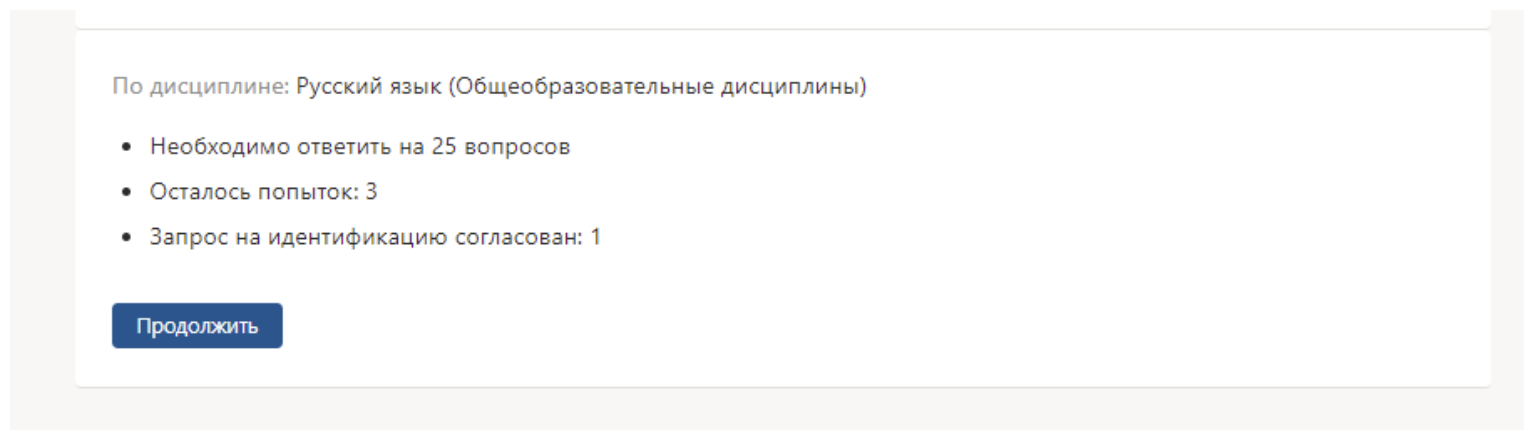 По дисциплине: Русский язык (Общеобразовательные дисциплины)
• Необходимо ответить на 25 вопросов
• Осталось попыток: 3
• Запрос на идентификацию согласован: 1
Продолжить